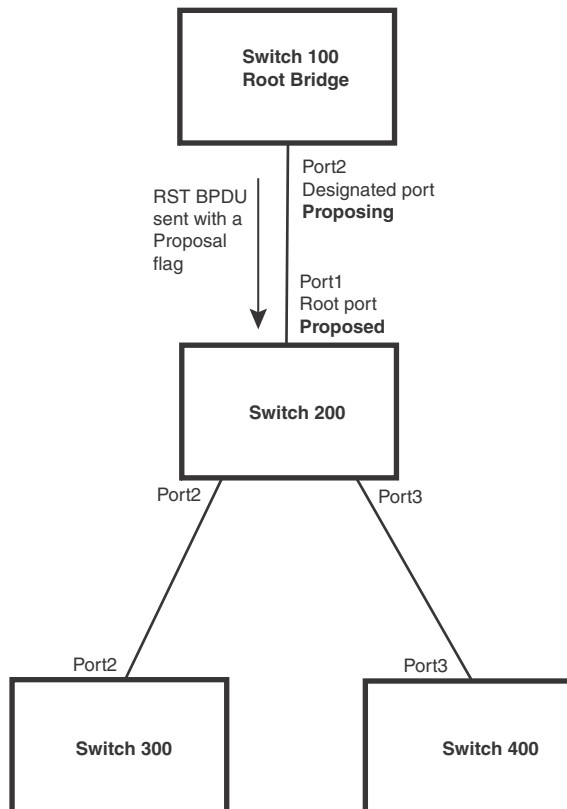 Switch 100
Root Bridge
Port2
Designated port
Proposing
RST BPDU
sent with a
Proposal
flag
Port1
Root port
Proposed
Switch 200
Port2
Port3
Port2
Port3
Switch 300
Switch 400